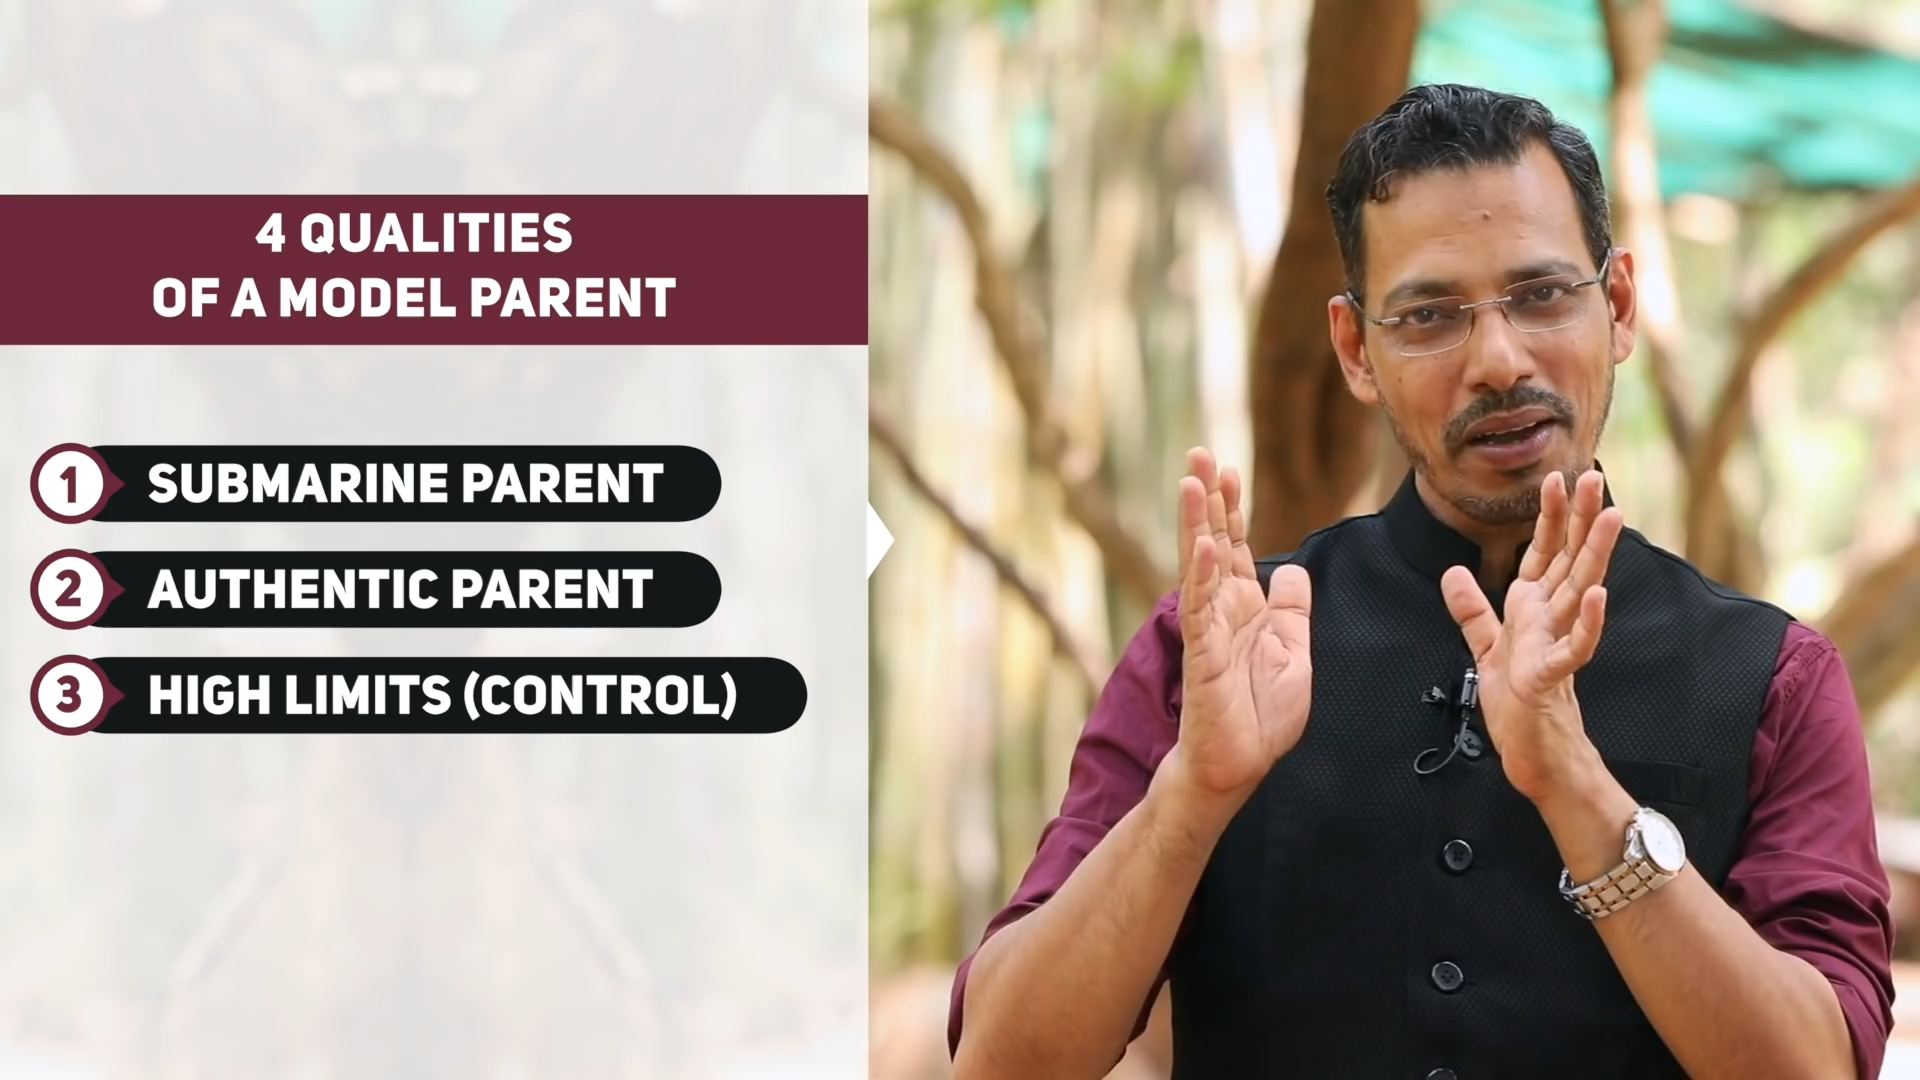 4 QUALITIES
OF A MODEL PARENT
1 SUBMARINE PARENT
2 AUTHENTIC PARENT
3 HIGH LIMITS (CONTROL)